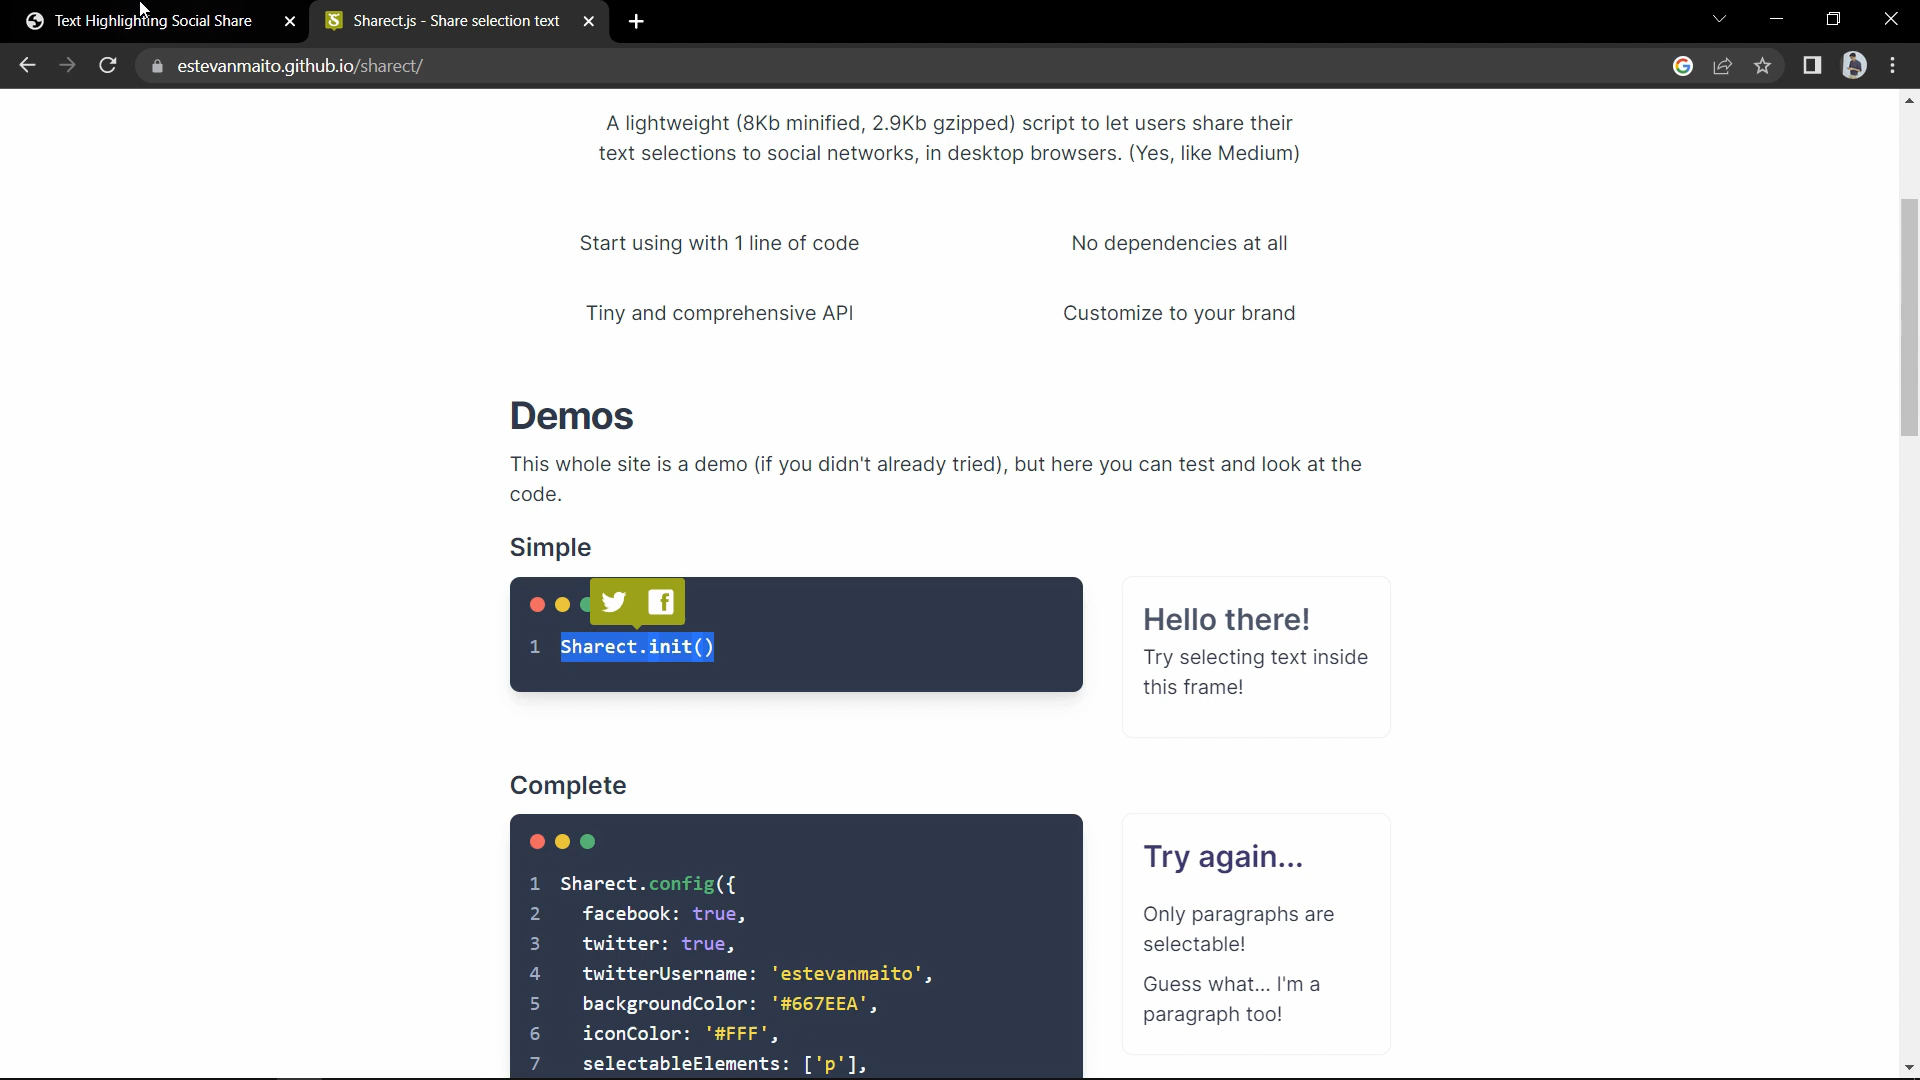 Text Highlighting Social Share
Sharect.js - Share selection text
estevanmaito.github.io/sharect/
A lightweight (8Kb minified, 2.9Kb gzipped) script to let users share their
text selections to social networks, in desktop browsers. (Yes, like Medium)
Start using with 1 line of code
No dependencies at all
Tiny and comprehensive API
Customize to your brand
Demos
This whole site is a demo (if you didn't already tried), but here you can test and look at the
code.
Simple
1 Sharect.init()
Hello there!
Try selecting text inside
this frame!
Complete
1 Sharect.config({
2 facebook: true,
3 twitter: true,
4 twitterUsername: 'estevanmaito',
5 backgroundColor: '#667EEA',
6 iconColor: '#FFF',
7 selectableElements: ['p'],
Try again...
Only paragraphs are
selectable!
Guess what... I'm a
paragraph too!